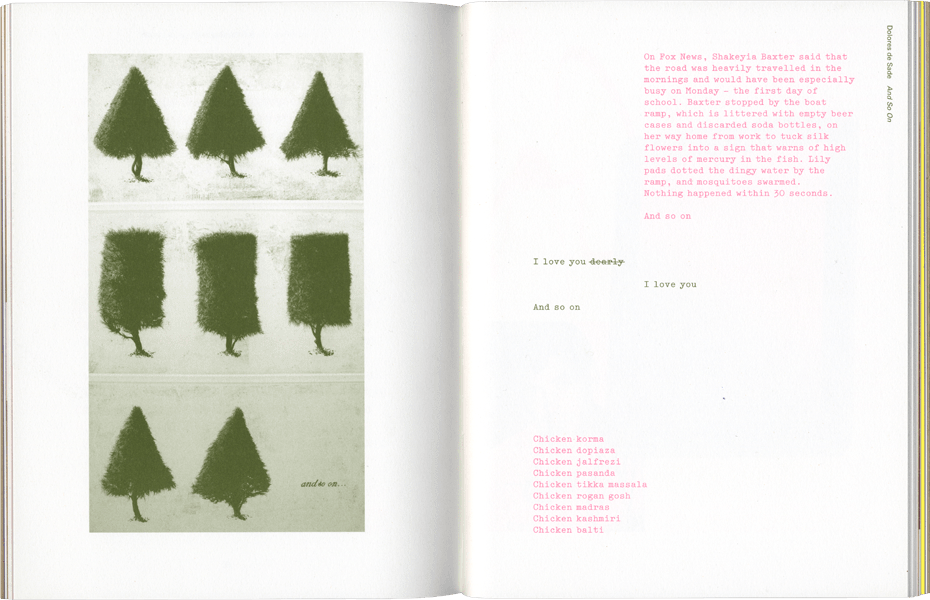 and so on...
Dolores de Sade And So On
On Fox News, Shakeyia Baxter said that
the road was heavily travelled in the
mornings and would have been especially
busy on Monday – the first day of
school. Baxter stopped by the boat
ramp, which is littered with empty beer
cases and discarded soda bottles, on
her way home from work to tuck silk
flowers into a sign that warns of high
levels of mercury in the fish. Lily
pads dotted the dingy water by the
ramp, and mosquitoes swarmed.
Nothing happened within 30 seconds.
And so on
I love you dearly
I love you
And so on
Chicken korma
Chicken dopiaza
Chicken jalfrezi
Chicken pasanda
Chicken tikka massala
Chicken rogan gosh
Chicken madras
Chicken kashmiri
Chicken balti